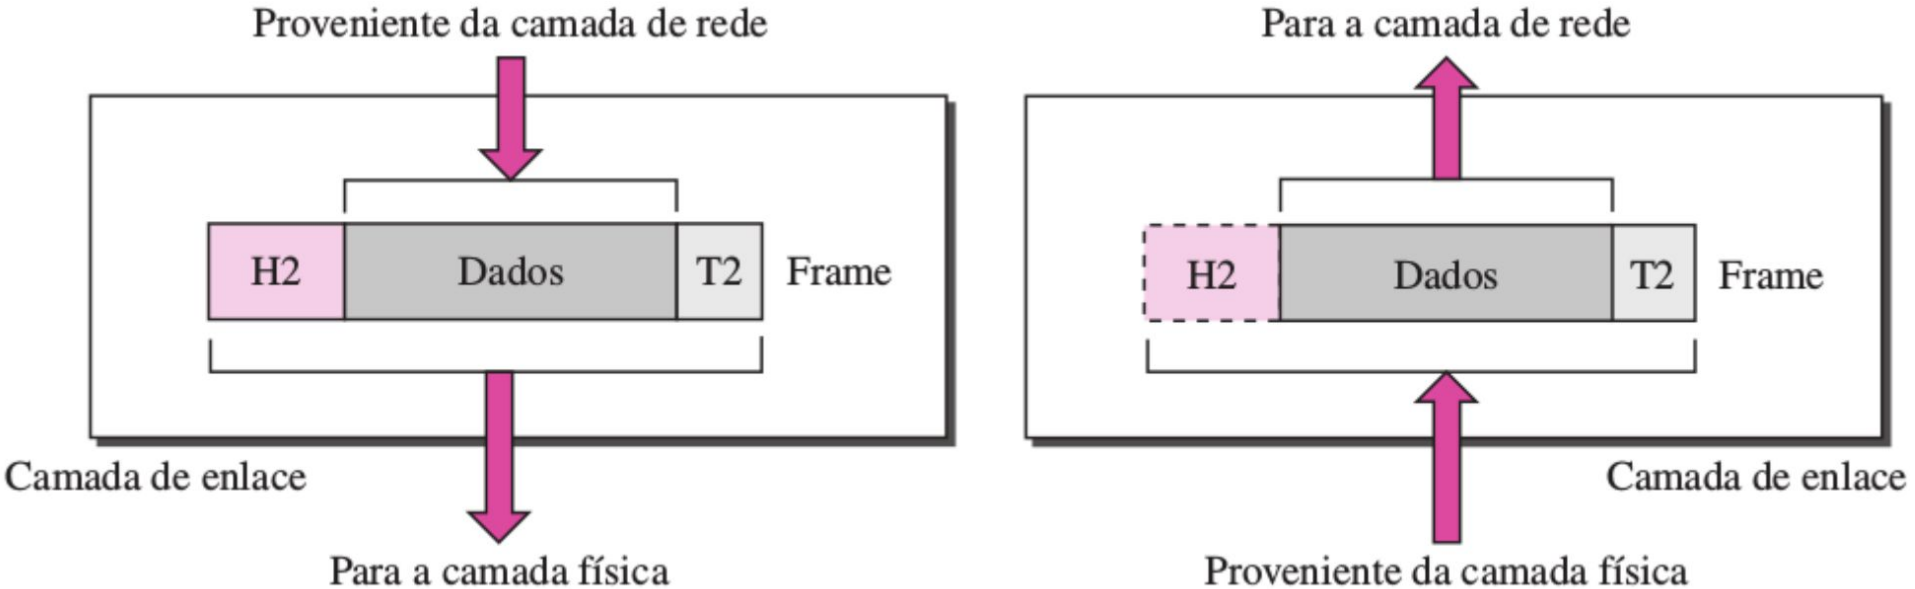 Proveniente da camada de rede
H2 Dados T2 Frame
Camada de enlace
Para a camada física
Para a camada de rede
H2 Dados T2 Frame
Camada de enlace
Proveniente da camada física